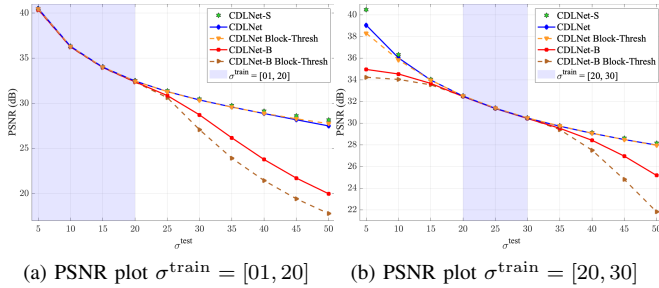 CDLNet-S
CDLNet
CDLNet Block-Thresh
CDLNet-B
CDLNet-B Block-Thresh
σ^train = [01, 20]
PSNR (dB)
40
35
30
25
20
5 10 15 20 25 30 35 40 45 50
σ^test
(a) PSNR plot σ^train = [01, 20]
CDLNet-S
CDLNet
CDLNet Block-Thresh
CDLNet-B
CDLNet-B Block-Thresh
σ^train = [20, 30]
PSNR (dB)
40
38
36
34
32
30
28
26
24
22
5 10 15 20 25 30 35 40 45 50
σ^test
(b) PSNR plot σ^train = [20, 30]